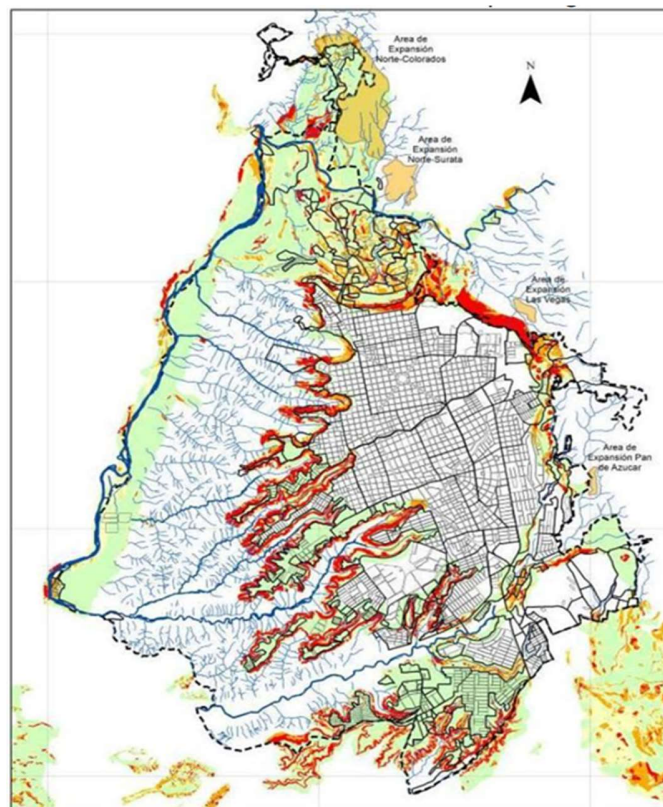 Area de
Expansión
Norte-Colorados
N
Area de
Expansión
Norte-Surata
Area de
Expansión
Las Vegas
Area de
Expansión Pan
de Azucar